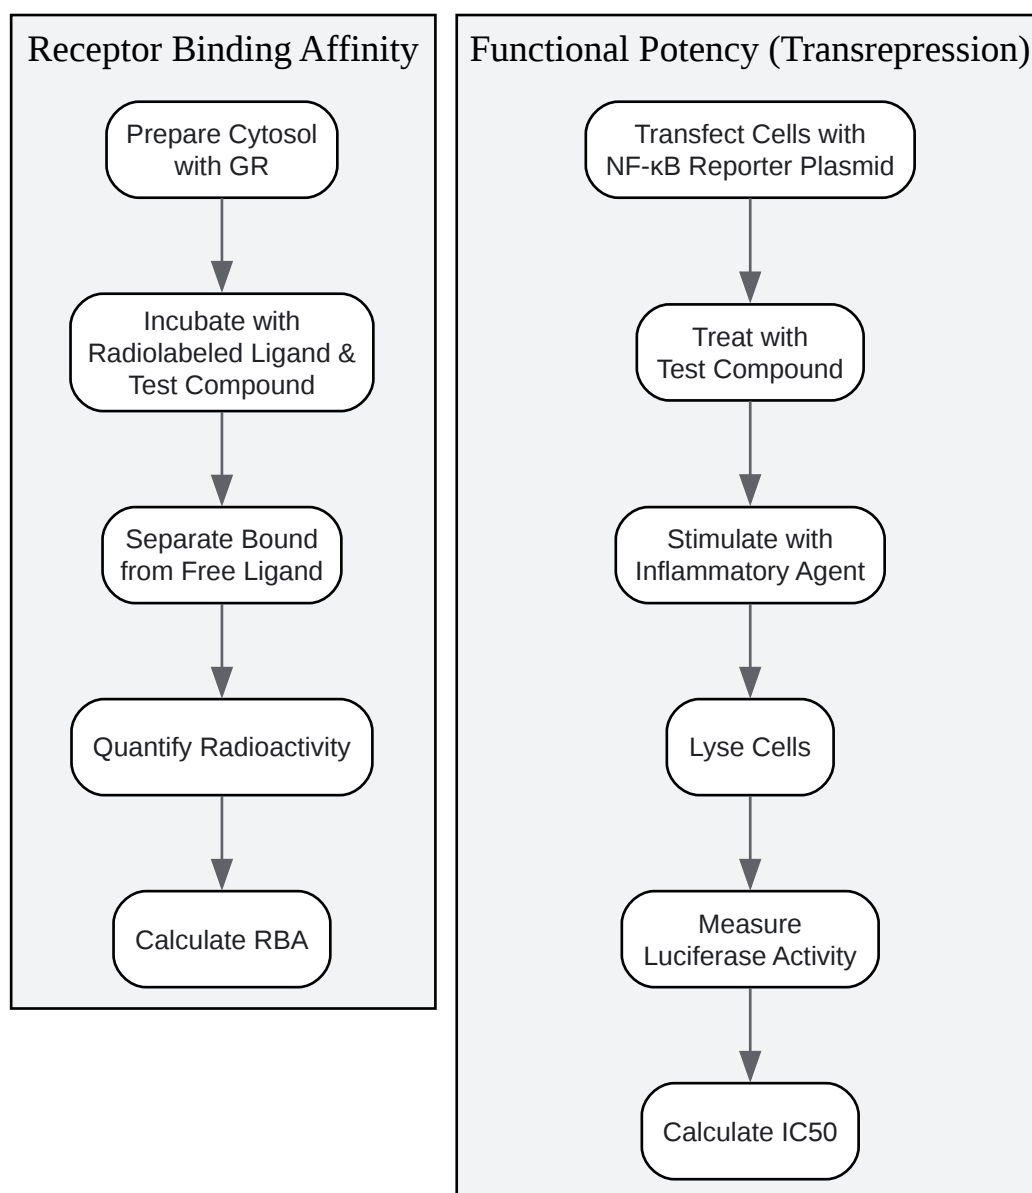 Receptor Binding Affinity
Prepare Cytosol
with GR
Incubate with
Radiolabeled Ligand &
Test Compound
Separate Bound
from Free Ligand
Quantify Radioactivity
Calculate RBA
Functional Potency (Transrepression)
Transfect Cells with
NF-κB Reporter Plasmid
Treat with
Test Compound
Stimulate with
Inflammatory Agent
Lyse Cells
Measure
Luciferase Activity
Calculate IC50